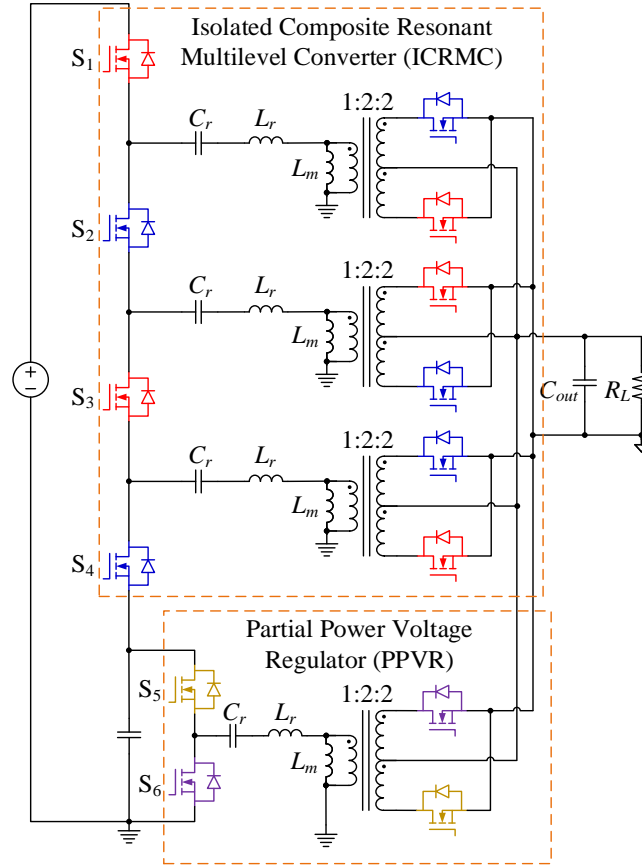 Isolated Composite Resonant
Multilevel Converter (ICRMC)
S1
1:2:2
Cr
Lr
Lm
S2
1:2:2
Cr
Lr
Lm
S3
Cout
RL
1:2:2
Cr
Lr
Lm
S4
Partial Power Voltage
Regulator (PPVR)
S5
1:2:2
Cr
Lr
Lm
S6